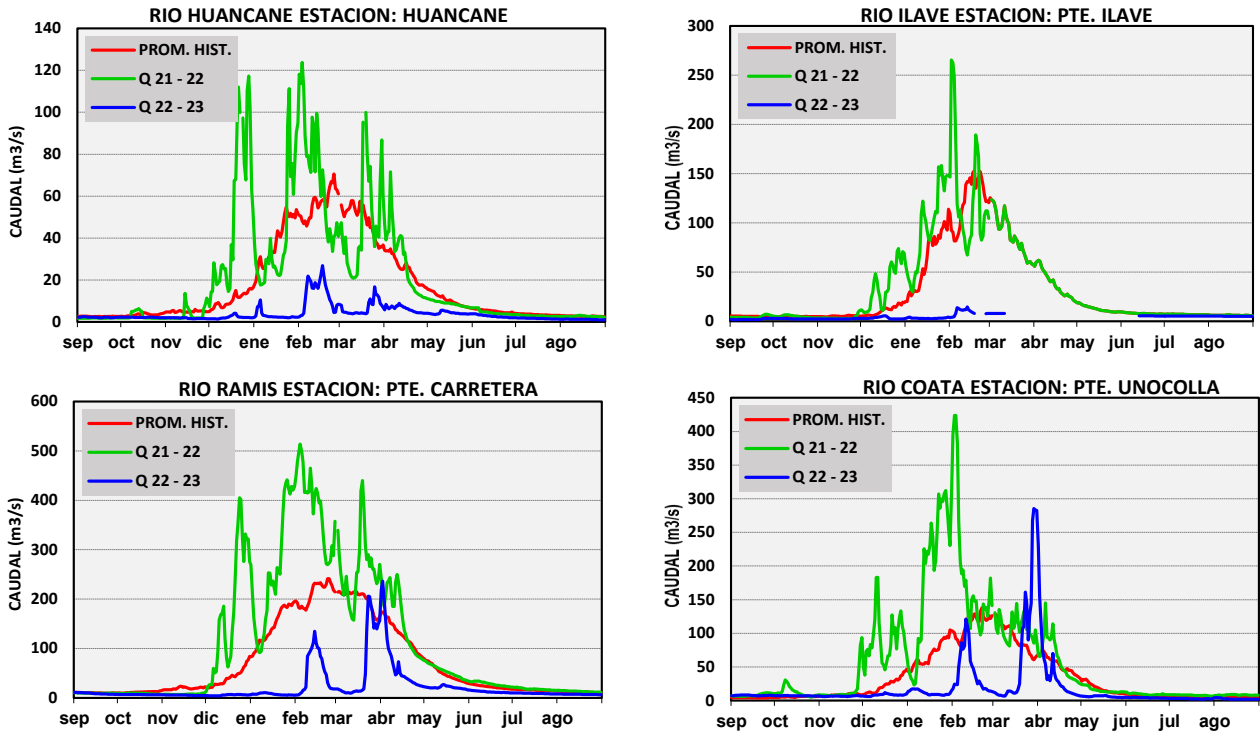 RIO HUANCANE ESTACION: HUANCANE
CAUDAL (m3/s)
140
120
100
80
60
40
20
0
PROM. HIST.
Q 21 - 22
Q 22 - 23
sep oct nov dic ene feb mar abr may jun jul ago
RIO ILAVE ESTACION: PTE. ILAVE
CAUDAL (m3/s)
300
250
200
150
100
50
0
PROM. HIST.
Q 21 - 22
Q 22 - 23
sep oct nov dic ene feb mar abr may jun jul ago
RIO RAMIS ESTACION: PTE. CARRETERA
CAUDAL (m3/s)
600
500
400
300
200
100
0
PROM. HIST.
Q 21 - 22
Q 22 - 23
sep oct nov dic ene feb mar abr may jun jul ago
RIO COATA ESTACION: PTE. UNOCOLLA
CAUDAL (m3/s)
450
400
350
300
250
200
150
100
50
0
PROM. HIST.
Q 21 - 22
Q 22 - 23
sep oct nov dic ene feb mar abr may jun jul ago